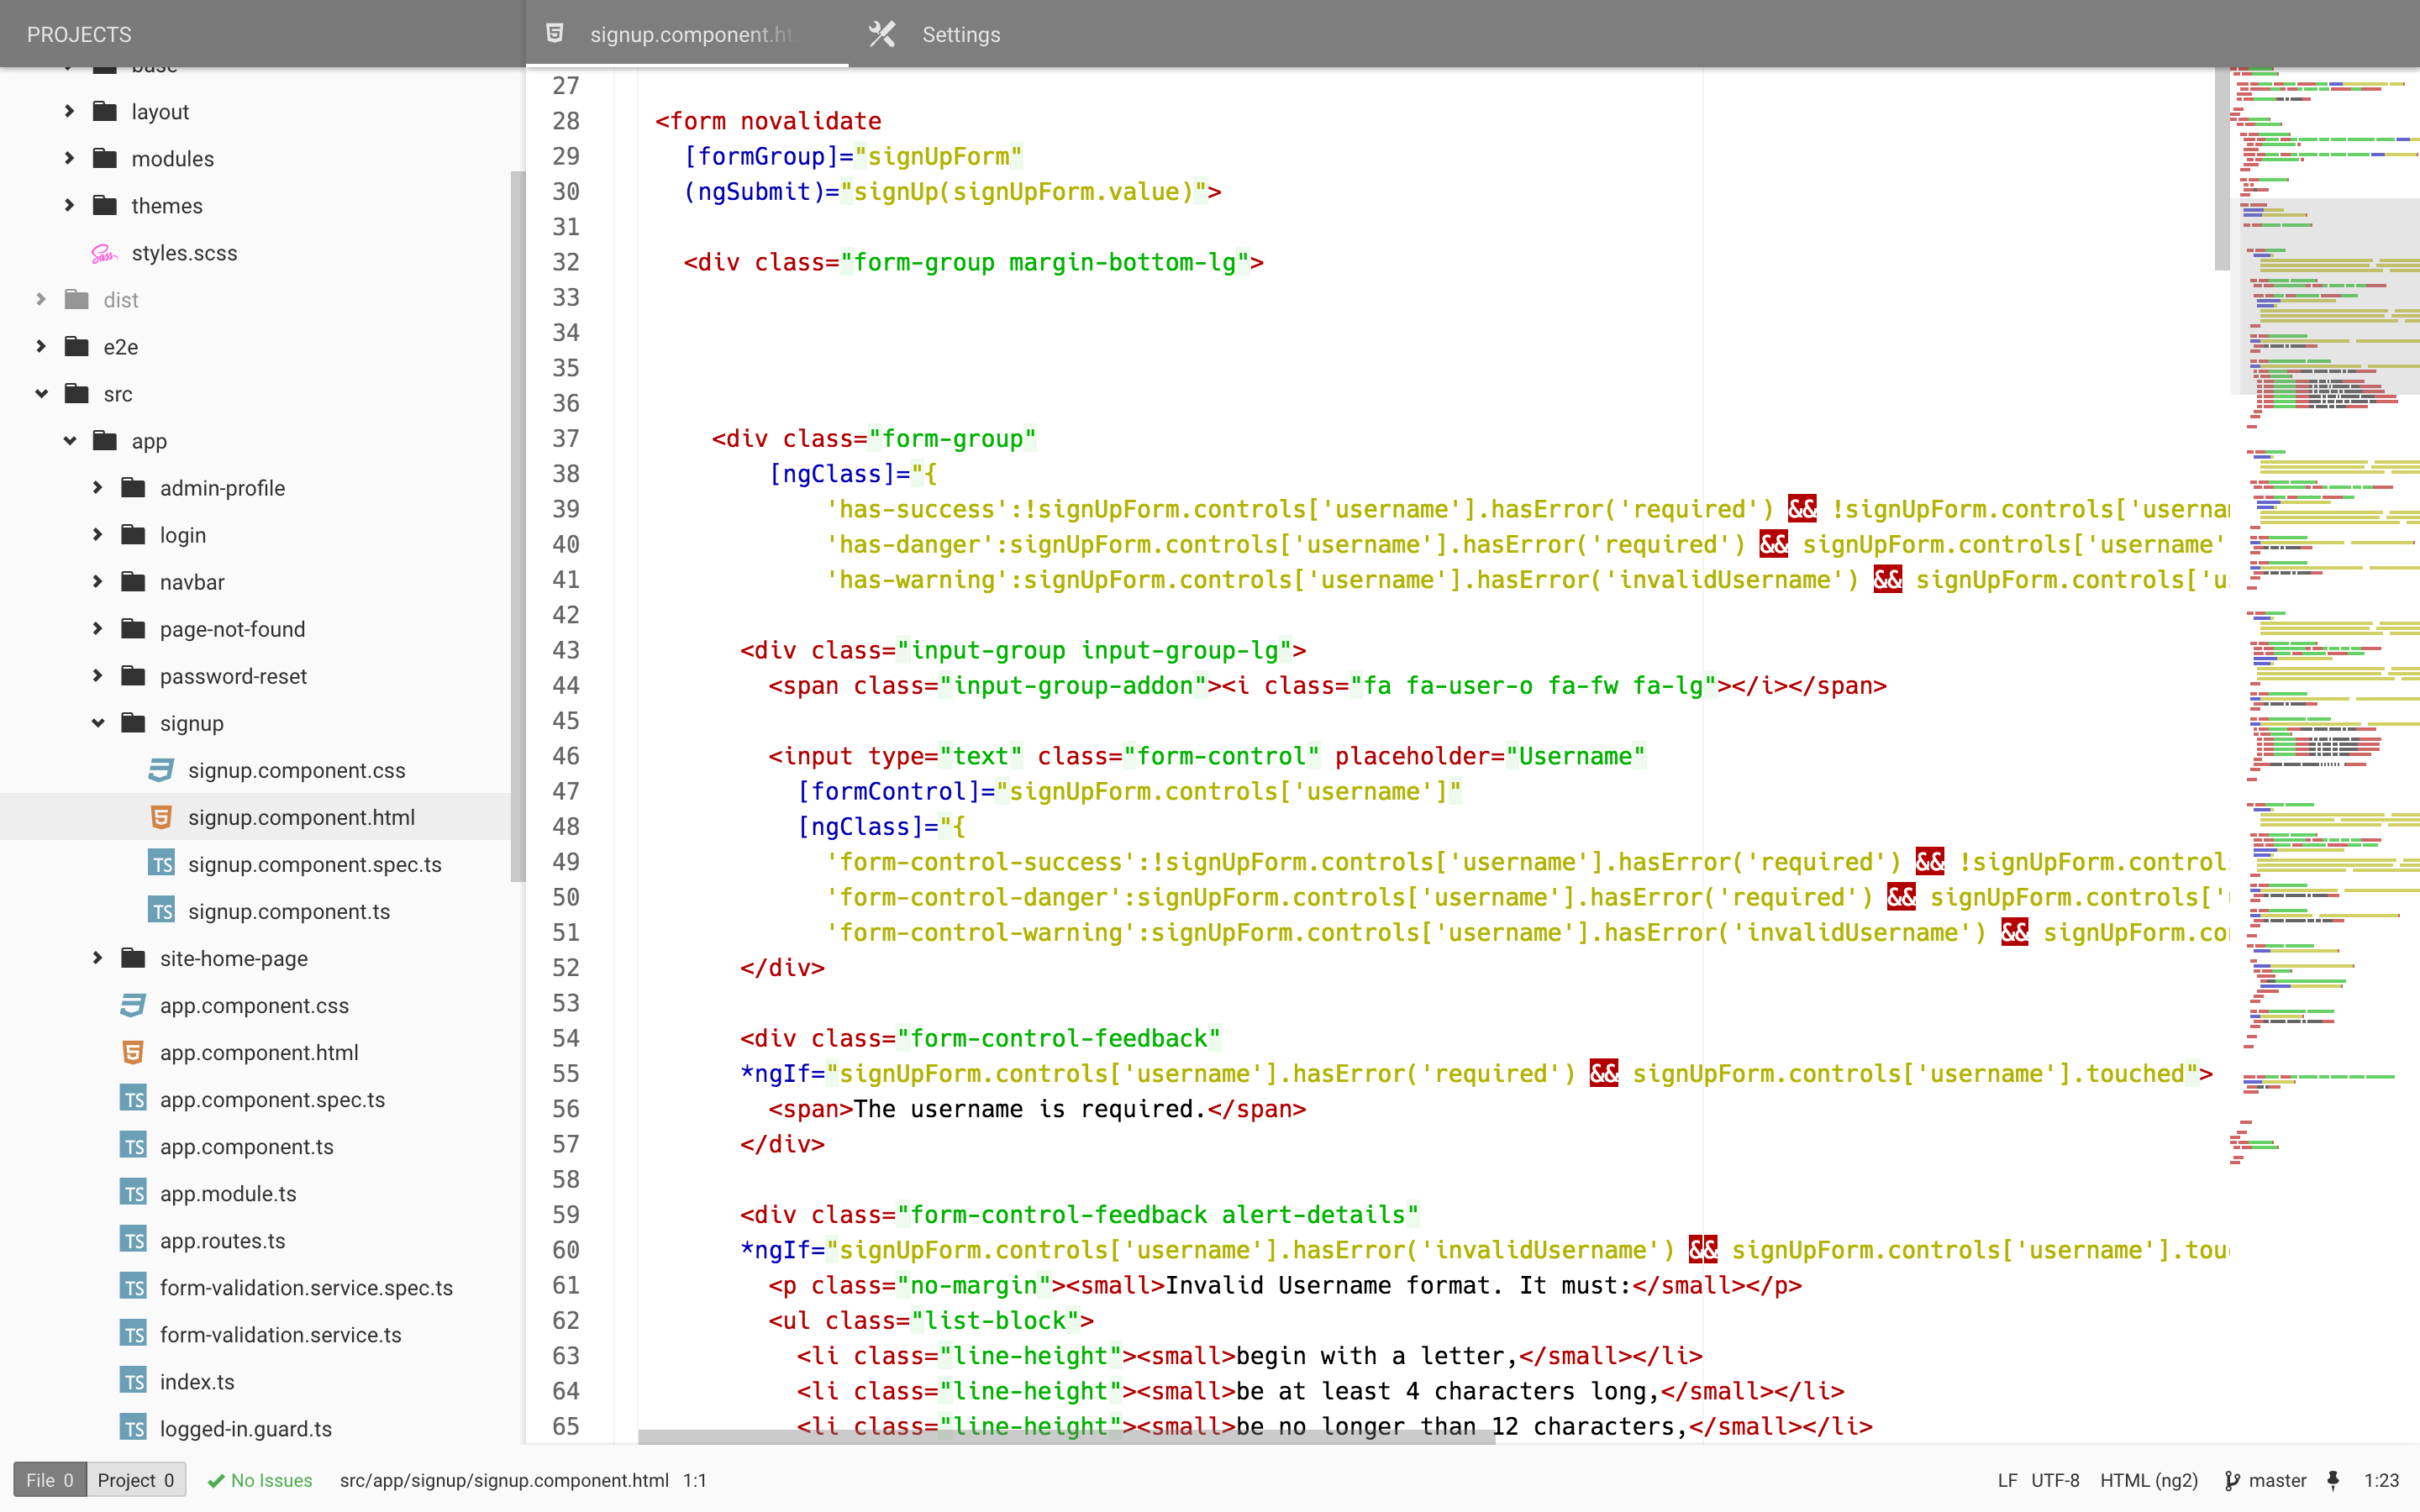 PROJECTS
signup.component.ht
Settings
base
layout
modules
themes
styles.scss
dist
e2e
src
app
admin-profile
login
navbar
page-not-found
password-reset
signup
signup.component.css
signup.component.html
TS signup.component.spec.ts
TS signup.component.ts
site-home-page
app.component.css
app.component.html
TS app.component.spec.ts
TS app.component.ts
TS app.module.ts
TS app.routes.ts
TS form-validation.service.spec.ts
TS form-validation.service.ts
TS index.ts
TS logged-in.guard.ts
27
28 <form novalidate
29 [formGroup]="signUpForm"
30 (ngSubmit)="signUp(signUpForm.value)">
31
32 <div class="form-group margin-bottom-lg">
33
34
35
36
37 <div class="form-group"
38 [ngClass]="{
39 'has-success':!signUpForm.controls['username'].hasError('required') && !signUpForm.controls['usernam
40 'has-danger':signUpForm.controls['username'].hasError('required') && signUpForm.controls['username'
41 'has-warning':signUpForm.controls['username'].hasError('invalidUsername') && signUpForm.controls['us
42
43 <div class="input-group input-group-lg">
44 <span class="input-group-addon"><i class="fa fa-user-o fa-fw fa-lg"></i></span>
45
46 <input type="text" class="form-control" placeholder="Username"
47 [formControl]="signUpForm.controls['username']"
48 [ngClass]="{
49 'form-control-success':!signUpForm.controls['username'].hasError('required') && !signUpForm.controls
50 'form-control-danger':signUpForm.controls['username'].hasError('required') && signUpForm.controls['
51 'form-control-warning':signUpForm.controls['username'].hasError('invalidUsername') && signUpForm.con
52 </div>
53
54 <div class="form-control-feedback"
55 *ngIf="signUpForm.controls['username'].hasError('required') && signUpForm.controls['username'].touched">
56 <span>The username is required.</span>
57 </div>
58
59 <div class="form-control-feedback alert-details"
60 *ngIf="signUpForm.controls['username'].hasError('invalidUsername') && signUpForm.controls['username'].touc
61 <p class="no-margin"><small>Invalid Username format. It must:</small></p>
62 <ul class="list-block">
63 <li class="line-height"><small>begin with a letter,</small></li>
64 <li class="line-height"><small>be at least 4 characters long,</small></li>
65 <li class="line-height"><small>be no longer than 12 characters,</small></li>
File 0 Project 0 No Issues src/app/signup/signup.component.html 1:1 LF UTF-8 HTML (ng2) master 1:23